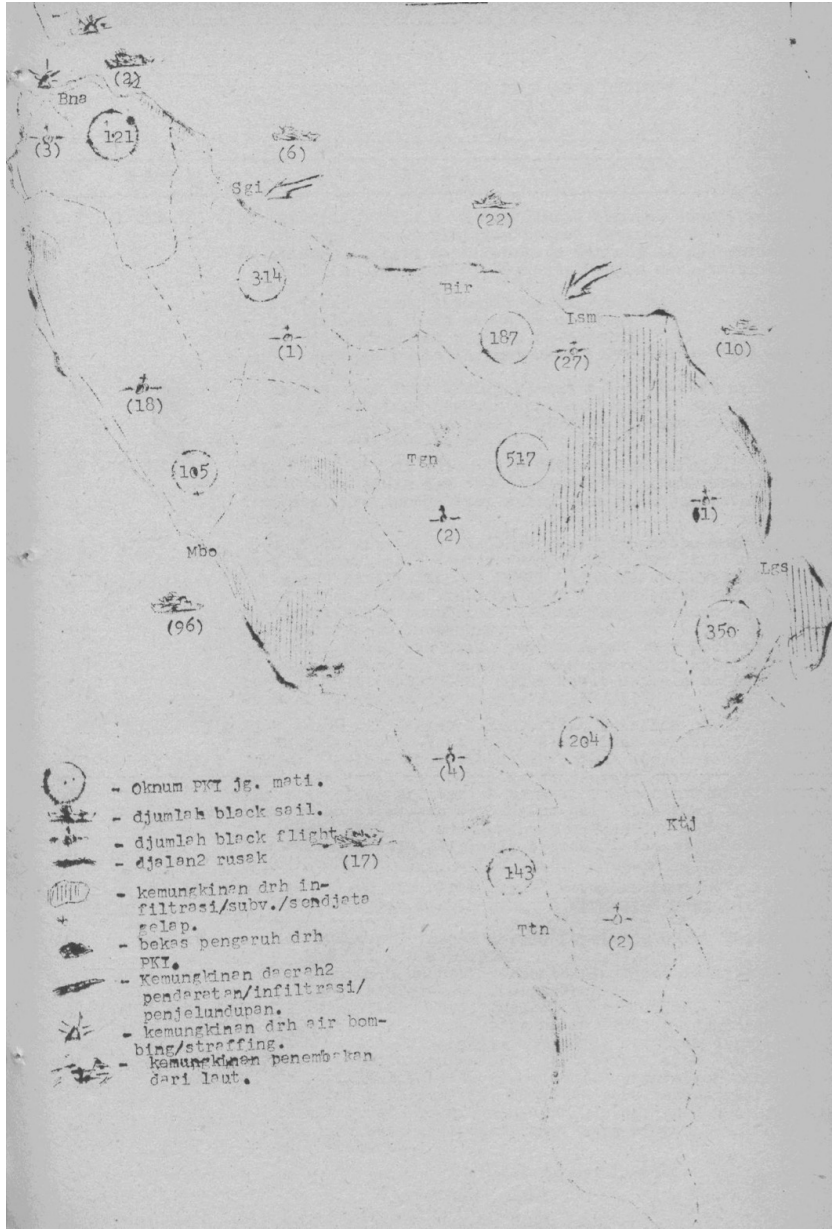 (2)
Bna
(3)
121
(6)
Sgi
(22)
314
Bir
Lsm
187
(1)
(27)
(10)
(18)
105
Tgn
517
(2)
(1)
Mbo
Lgs
(96)
350
204
(4)
Ktj
143
Ttn
(2)
- Oknum PKI jg. mati.
- djumlah black sail.
- djumlah black flight
- djalan2 rusak
(17)
- kemungkinan drh in-
filtrasi/subv./sendjata
gelap.
- bekas pengaruh drh
PKI.
- Kemungkinan daerah2
pendaratan/infiltrasi/
penjelundupan.
- kemungkinan drh air bom-
bing/straffing.
- kemungkinan penembakan
dari laut.